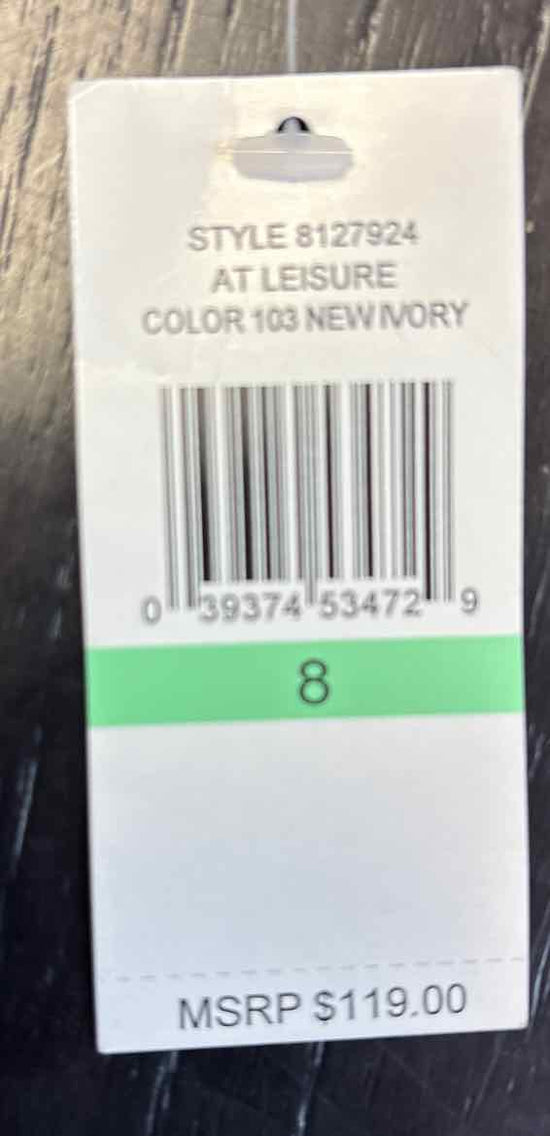 STYLE 8127924
AT LEISURE
COLOR 103 NEW IVORY
0 39374 53472 9
8
MSRP $119.00